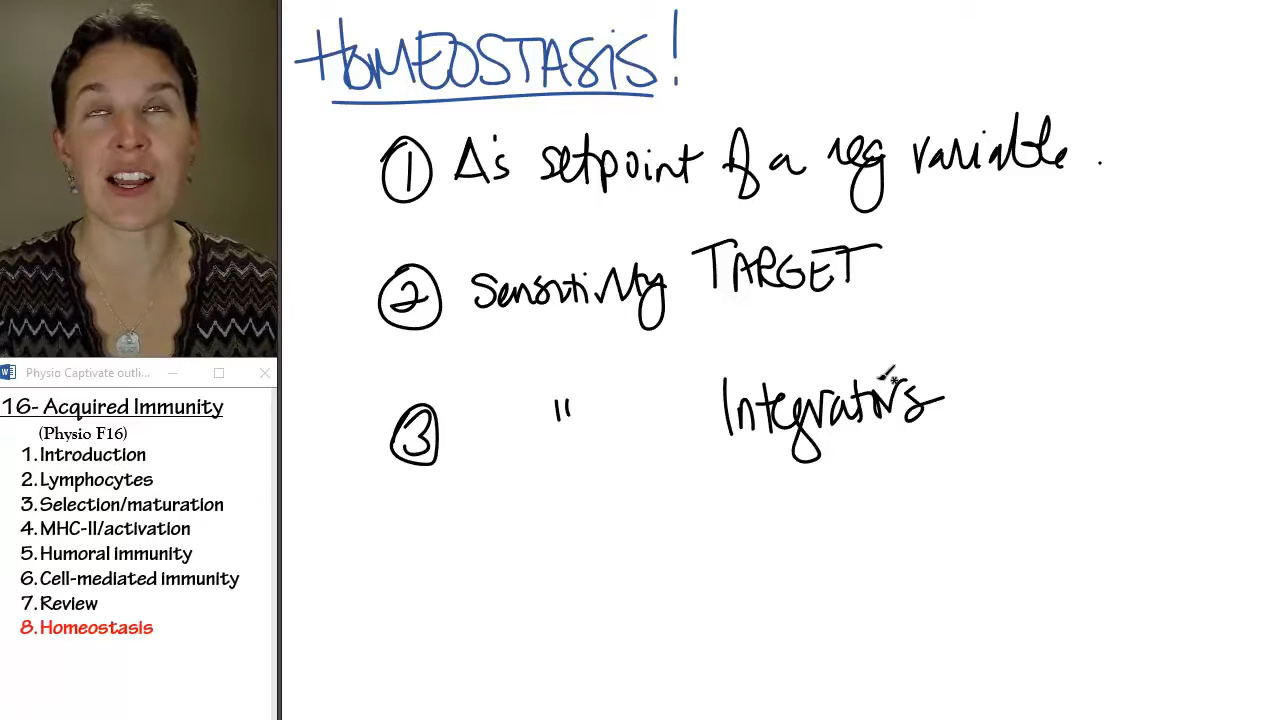 HOMEOSTASIS!
① Δ's setpoint of a reg variable.
② Sensitivity TARGET
③ " Integrators
Physio Captivate outli...
16- Acquired Immunity
(Physio F16)
1. Introduction
2. Lymphocytes
3. Selection/maturation
4. MHC-II/activation
5. Humoral immunity
6. Cell-mediated immunity
7. Review
8. Homeostasis